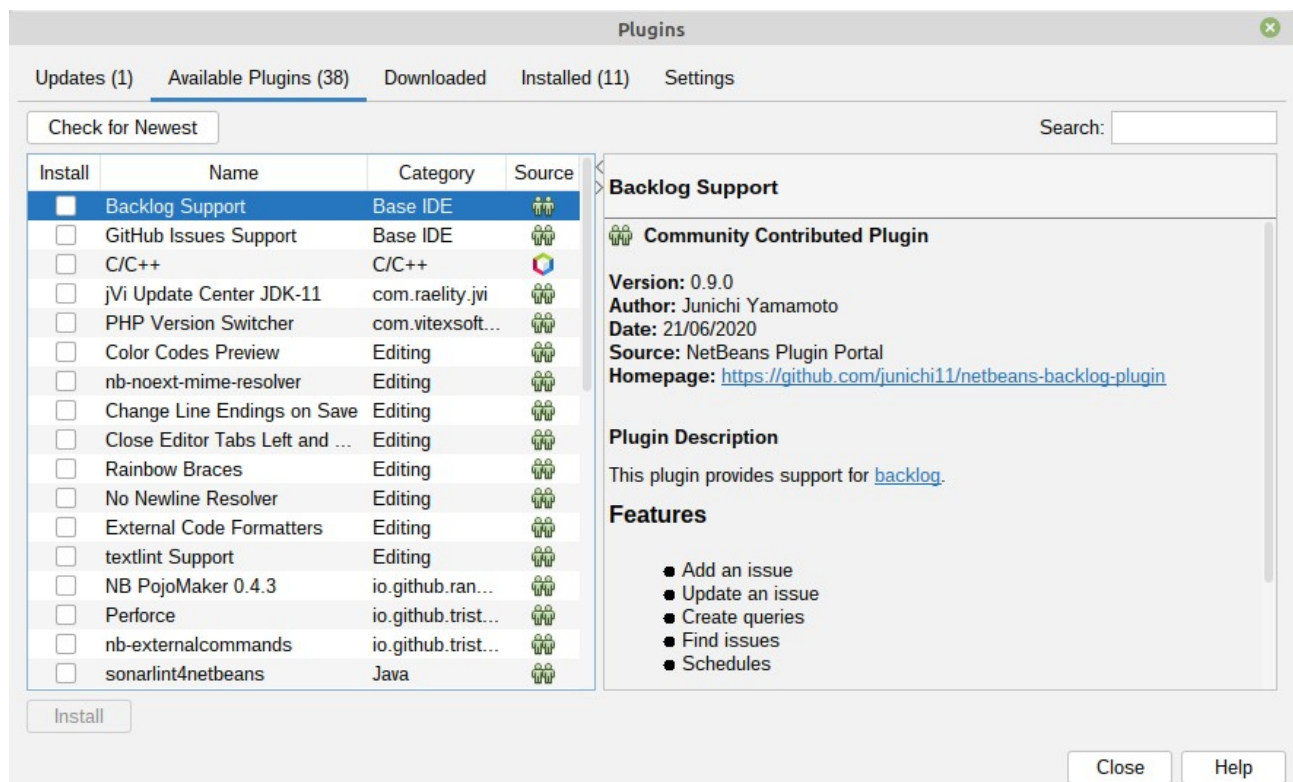 Plugins
Updates (1) Available Plugins (38) Downloaded Installed (11) Settings
Check for Newest Search:
Install Name Category Source
Backlog Support Base IDE
GitHub Issues Support Base IDE
C/C++ C/C++
jVi Update Center JDK-11 com.raelity.jvi
PHP Version Switcher com.vitexsoft...
Color Codes Preview Editing
nb-noext-mime-resolver Editing
Change Line Endings on Save Editing
Close Editor Tabs Left and ... Editing
Rainbow Braces Editing
No Newline Resolver Editing
External Code Formatters Editing
textlint Support Editing
NB PojoMaker 0.4.3 io.github.ran...
Perforce io.github.trist...
nb-externalcommands io.github.trist...
sonarlint4netbeans Java
Backlog Support
Community Contributed Plugin
Version: 0.9.0
Author: Junichi Yamamoto
Date: 21/06/2020
Source: NetBeans Plugin Portal
Homepage: https://github.com/junichi11/netbeans-backlog-plugin
Plugin Description
This plugin provides support for backlog.
Features
Add an issue
Update an issue
Create queries
Find issues
Schedules
Install
Close Help